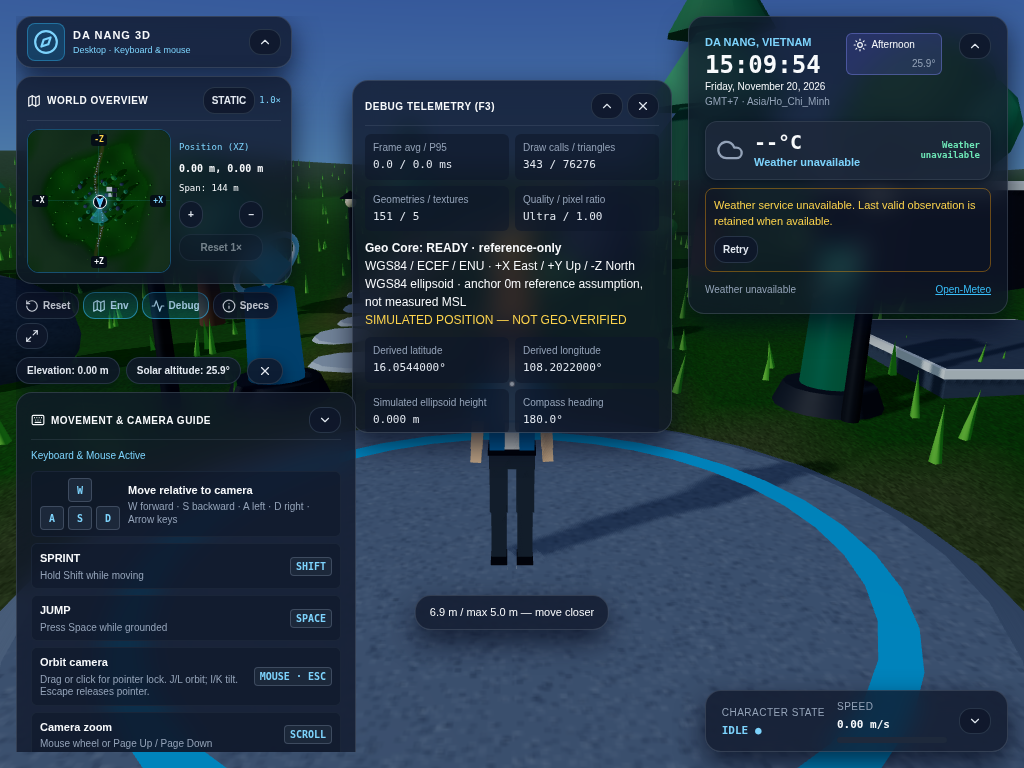 DA NANG 3D
Desktop · Keyboard & mouse
WORLD OVERVIEW
STATIC
1.0×
-Z
-X
+X
+Z
Position (XZ)
0.00 m, 0.00 m
Span: 144 m
+
−
Reset 1×
Reset
Env
Debug
Specs
Elevation: 0.00 m
Solar altitude: 25.9°
MOVEMENT & CAMERA GUIDE
Keyboard & Mouse Active
W
A
S
D
Move relative to camera
W forward · S backward · A left · D right ·
Arrow keys
SPRINT
Hold Shift while moving
SHIFT
JUMP
Press Space while grounded
SPACE
Orbit camera
Drag or click for pointer lock. J/L orbit; I/K tilt.
Escape releases pointer.
MOUSE · ESC
Camera zoom
Mouse wheel or Page Up / Page Down
SCROLL
DEBUG TELEMETRY (F3)
Frame avg / P95
0.0 / 0.0 ms
Draw calls / triangles
343 / 76276
Geometries / textures
151 / 5
Quality / pixel ratio
Ultra / 1.00
Geo Core: READY · reference-only
WGS84 / ECEF / ENU · +X East / +Y Up / -Z North
WGS84 ellipsoid · anchor 0m reference assumption,
not measured MSL
SIMULATED POSITION — NOT GEO-VERIFIED
Derived latitude
16.0544000°
Derived longitude
108.2022000°
Simulated ellipsoid height
0.000 m
Compass heading
180.0°
6.9 m / max 5.0 m — move closer
DA NANG, VIETNAM
15:09:54
Friday, November 20, 2026
GMT+7 · Asia/Ho_Chi_Minh
Afternoon
25.9°
--°C
Weather unavailable
Weather
unavailable
Weather service unavailable. Last valid observation is
retained when available.
Retry
Weather unavailable
Open-Meteo
CHARACTER STATE
IDLE ●
SPEED
0.00 m/s